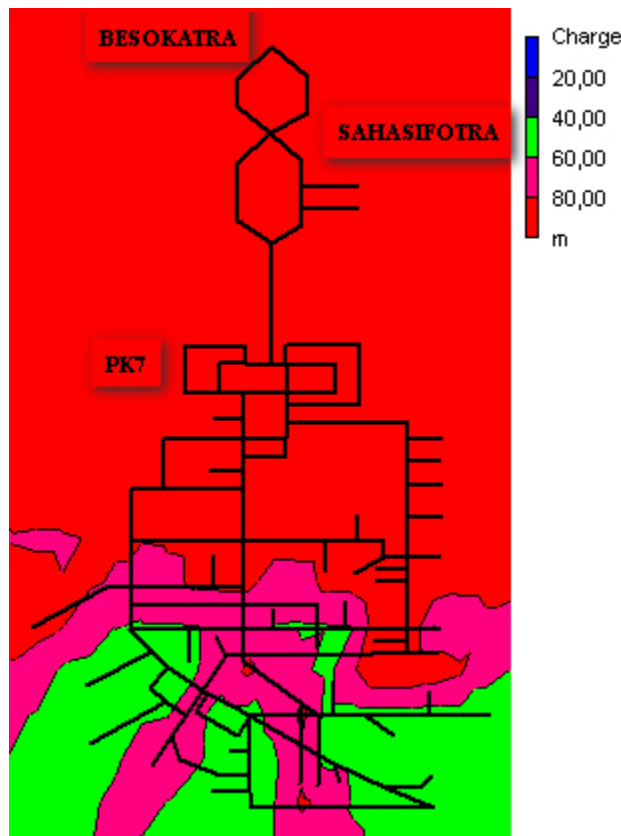 BESOKATRA
SAHASIFOTRA
PK7
Charge
20,00
40,00
60,00
80,00
m